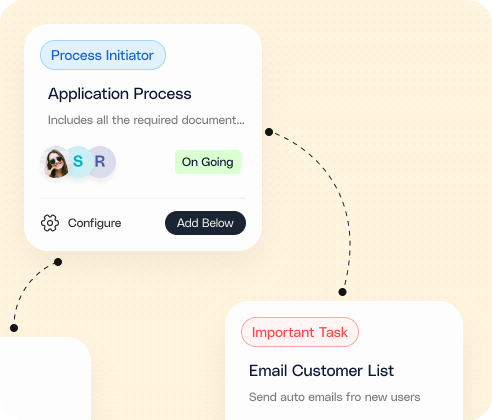 Process Initiator
Application Process
Includes all the required document...
S R
On Going
Configure
Add Below
Important Task
Email Customer List
Send auto emails fro new users